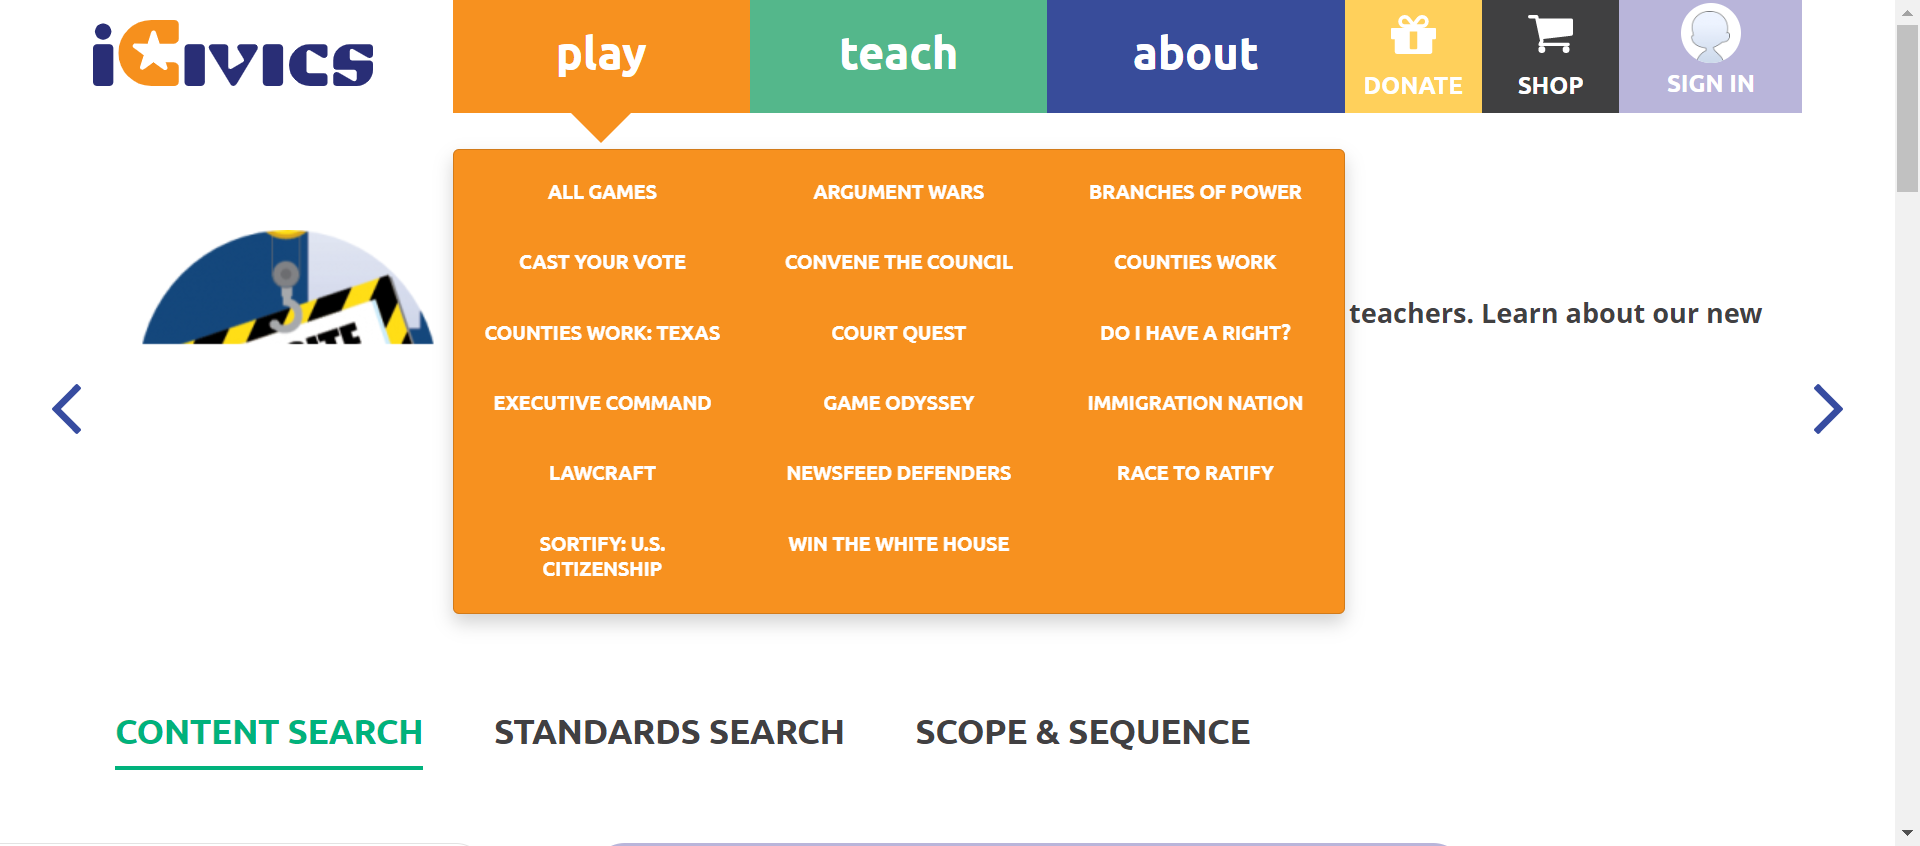 iCivics
play
teach
about
DONATE
SHOP
SIGN IN
ALL GAMES
ARGUMENT WARS
BRANCHES OF POWER
CAST YOUR VOTE
CONVENE THE COUNCIL
COUNTIES WORK
teachers. Learn about our new
COUNTIES WORK: TEXAS
COURT QUEST
DO I HAVE A RIGHT?
EXECUTIVE COMMAND
GAME ODYSSEY
IMMIGRATION NATION
LAWCRAFT
NEWSFEED DEFENDERS
RACE TO RATIFY
SORTIFY: U.S.
CITIZENSHIP
WIN THE WHITE HOUSE
CONTENT SEARCH
STANDARDS SEARCH
SCOPE & SEQUENCE